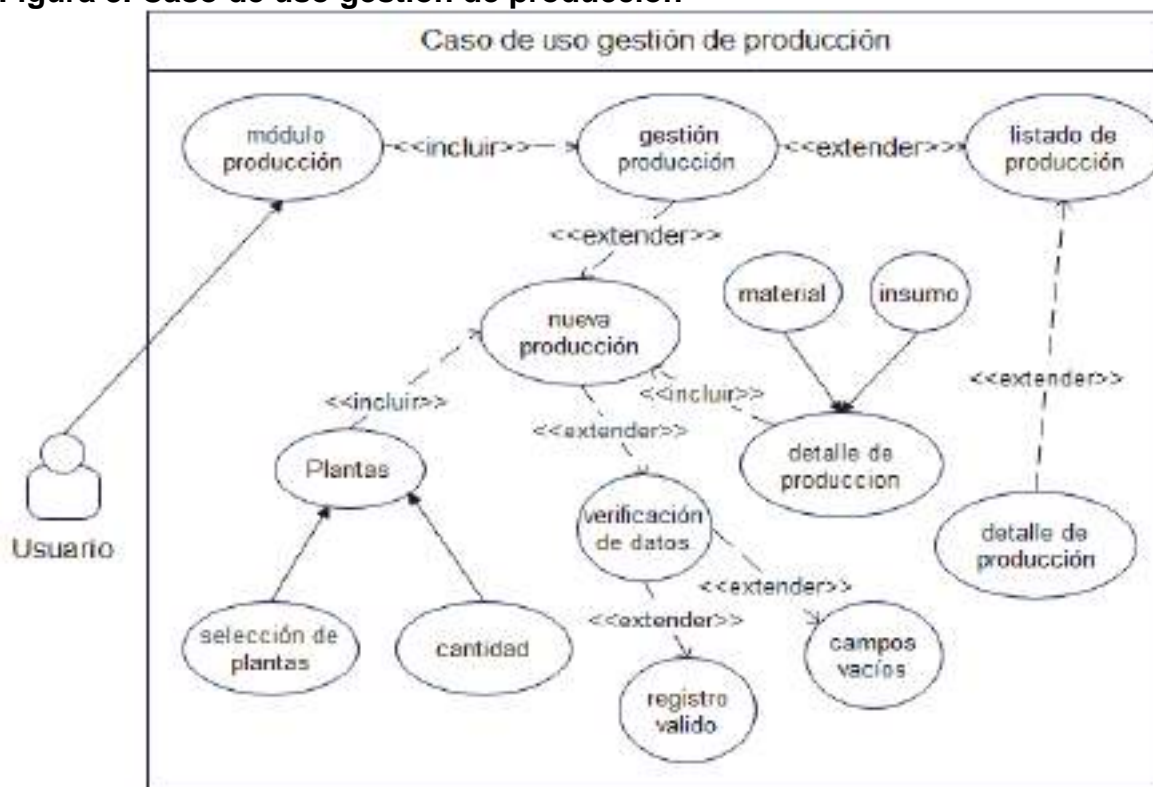 Caso de uso gestión de producción
módulo
producción
<<incluir>>
gestión
producción
<<extender>>
listado de
producción
<<extender>>
material
insumo
nueva
producción
<<extender>>
<<incluir>>
<<incluir>>
<<extender>>
Plantas
detalle de
produccion
verificación
de datos
detalle de
producción
Usuario
<<extender>>
<<extender>>
selección de
plantas
cantidad
campos
vacíos
registro
valido